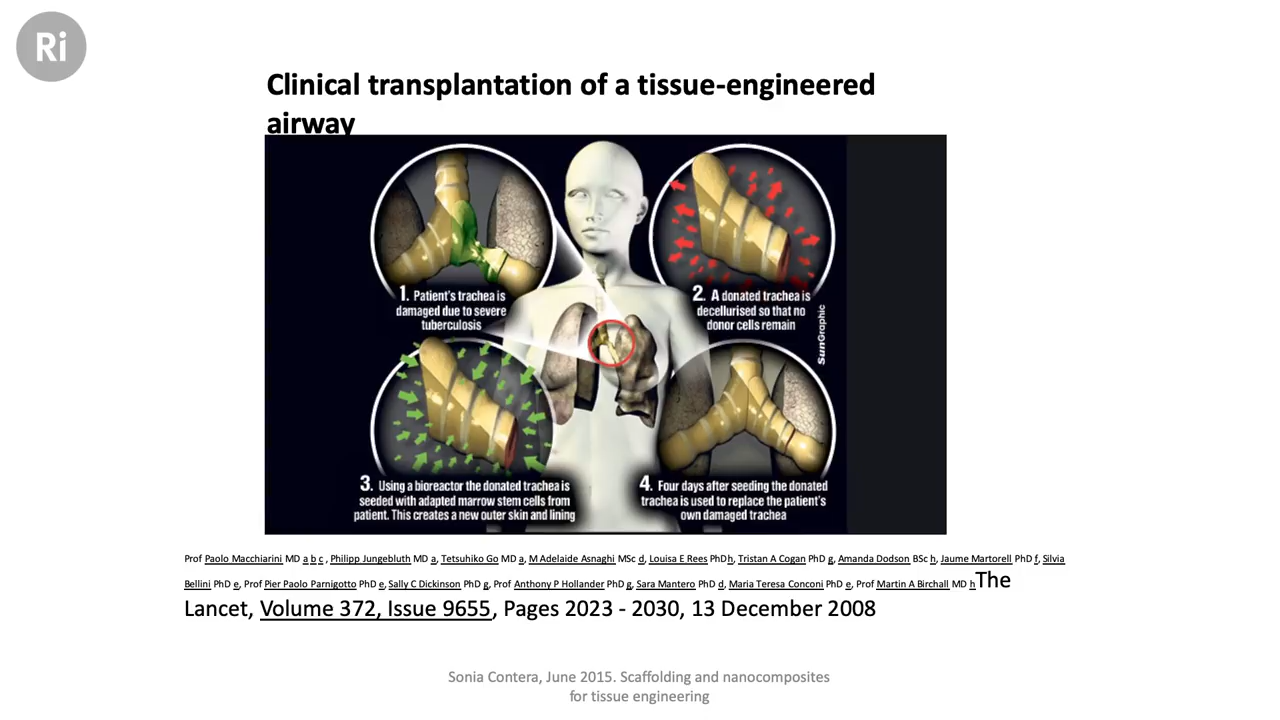 Ri
Clinical transplantation of a tissue-engineered
airway
1. Patient's trachea is
damaged due to severe
tuberculosis
2. A donated trachea is
decellurised so that no
donor cells remain
SunGraphic
3. Using a bioreactor the donated trachea is
seeded with adapted marrow stem cells from
patient. This creates a new outer skin and lining
4. Four days after seeding the donated
trachea is used to replace the patient's
own damaged trachea
Prof Paolo Macchiarini MD a b c , Philipp Jungebluth MD a, Tetsuhiko Go MD a, M Adelaide Asnaghi MSc d, Louisa E Rees PhD h, Tristan A Cogan PhD g, Amanda Dodson BSc h, Jaume Martorell PhD f, Silvia
Bellini PhD e, Prof Pier Paolo Parnigotto PhD e, Sally C Dickinson PhD g, Prof Anthony P Hollander PhD g, Sara Mantero PhD d, Maria Teresa Conconi PhD e, Prof Martin A Birchall MD hThe
Lancet, Volume 372, Issue 9655, Pages 2023 - 2030, 13 December 2008
Sonia Contera, June 2015. Scaffolding and nanocomposites
for tissue engineering